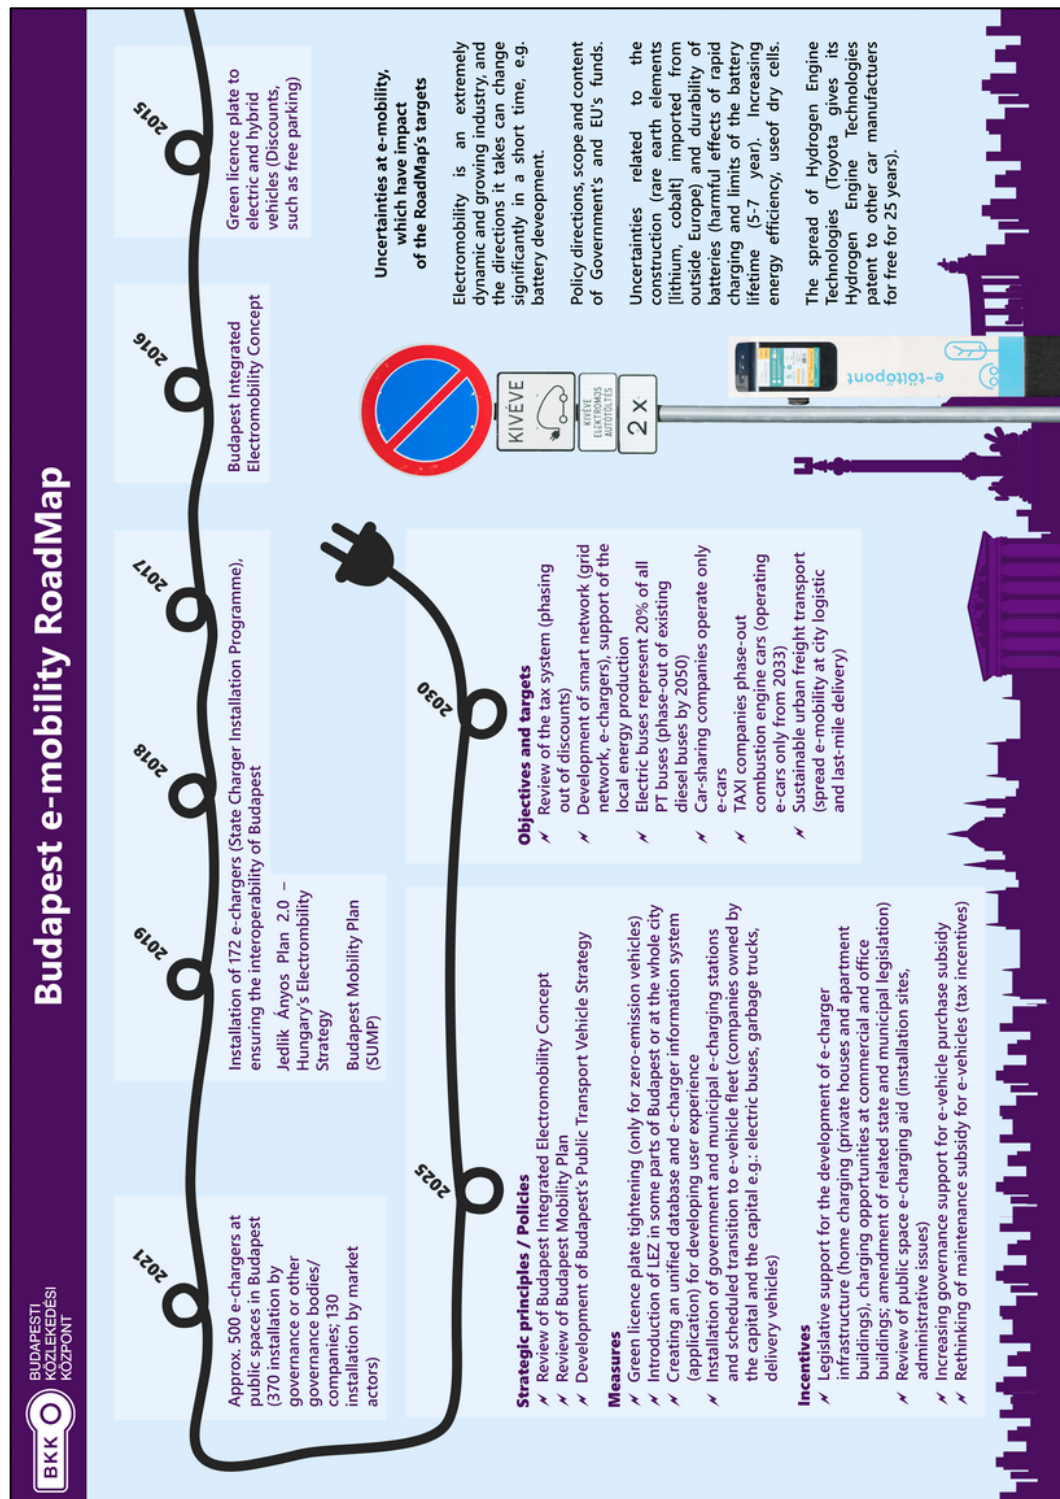 BKK
BUDAPESTI
KÖZLEKEDÉSI
KÖZPONT
Budapest e-mobility RoadMap
2021
2019
2018
2017
2016
2015
Approx. 500 e-chargers at
public spaces in Budapest
(370 installation by
governance or other
governance bodies/
companies; 130
installation by market
actors)
Installation of 172 e-chargers (State Charger Installation Programme),
ensuring the interoperability of Budapest
Jedlik Ányos Plan 2.0 –
Hungary's Electrombility
Strategy
Budapest Mobility Plan
(SUMP)
Budapest Integrated
Electromobility Concept
Green licence plate to
electric and hybrid
vehicles (Discounts,
such as free parking)
2025
Strategic principles / Policies
Review of Budapest Integrated Electromobility Concept
Review of Budapest Mobility Plan
Development of Budapest's Public Transport Vehicle Strategy
Measures
Green licence plate tightening (only for zero-emission vehicles)
Introduction of LEZ in some parts of Budapest or at the whole city
Creating an unified database and e-charger information system
(application) for developing user experience
Installation of government and municipal e-charging stations
and scheduled transition to e-vehicle fleet (companies owned by
the capital and the capital e.g.: electric buses, garbage trucks,
delivery vehicles)
Incentives
Legislative support for the development of e-charger
infrastructure (home charging (private houses and apartment
buildings), charging opportunities at commercial and office
buildings; amendment of related state and municipal legislation)
Review of public space e-charging aid (installation sites,
administrative issues)
Increasing governance support for e-vehicle purchase subsidy
Rethinking of maintenance subsidy for e-vehicles (tax incentives)
2030
Objectives and targets
Review of the tax system (phasing
out of discounts)
Development of smart network (grid
network, e-chargers), support of the
local energy production
Electric buses represent 20% of all
PT buses (phase-out of existing
diesel buses by 2050)
Car-sharing companies operate only
e-cars
TAXI companies phase-out
combustion engine cars (operating
e-cars only from 2033)
Sustainable urban freight transport
(spread e-mobility at city logistic
and last-mile delivery)
KIVÉVE
KIVÉVE
ELEKTROMOS
AUTÓTÖLTÉS
2 x
e-töltőpont
Uncertainties at e-mobility,
which have impact
of the RoadMap's targets
Electromobility is an extremely
dynamic and growing industry, and
the directions it takes can change
significantly in a short time, e.g.
battery deveopment.
Policy directions, scope and content
of Government's and EU's funds.
Uncertainties related to the
construction (rare earth elements
[lithium, cobalt] imported from
outside Europe) and durability of
batteries (harmful effects of rapid
charging and limits of the battery
lifetime (5-7 year). Increasing
energy efficiency, useof dry cells.
The spread of Hydrogen Engine
Technologies (Toyota gives its
Hydrogen Engine Technologies
patent to other car manufactuers
for free for 25 years).